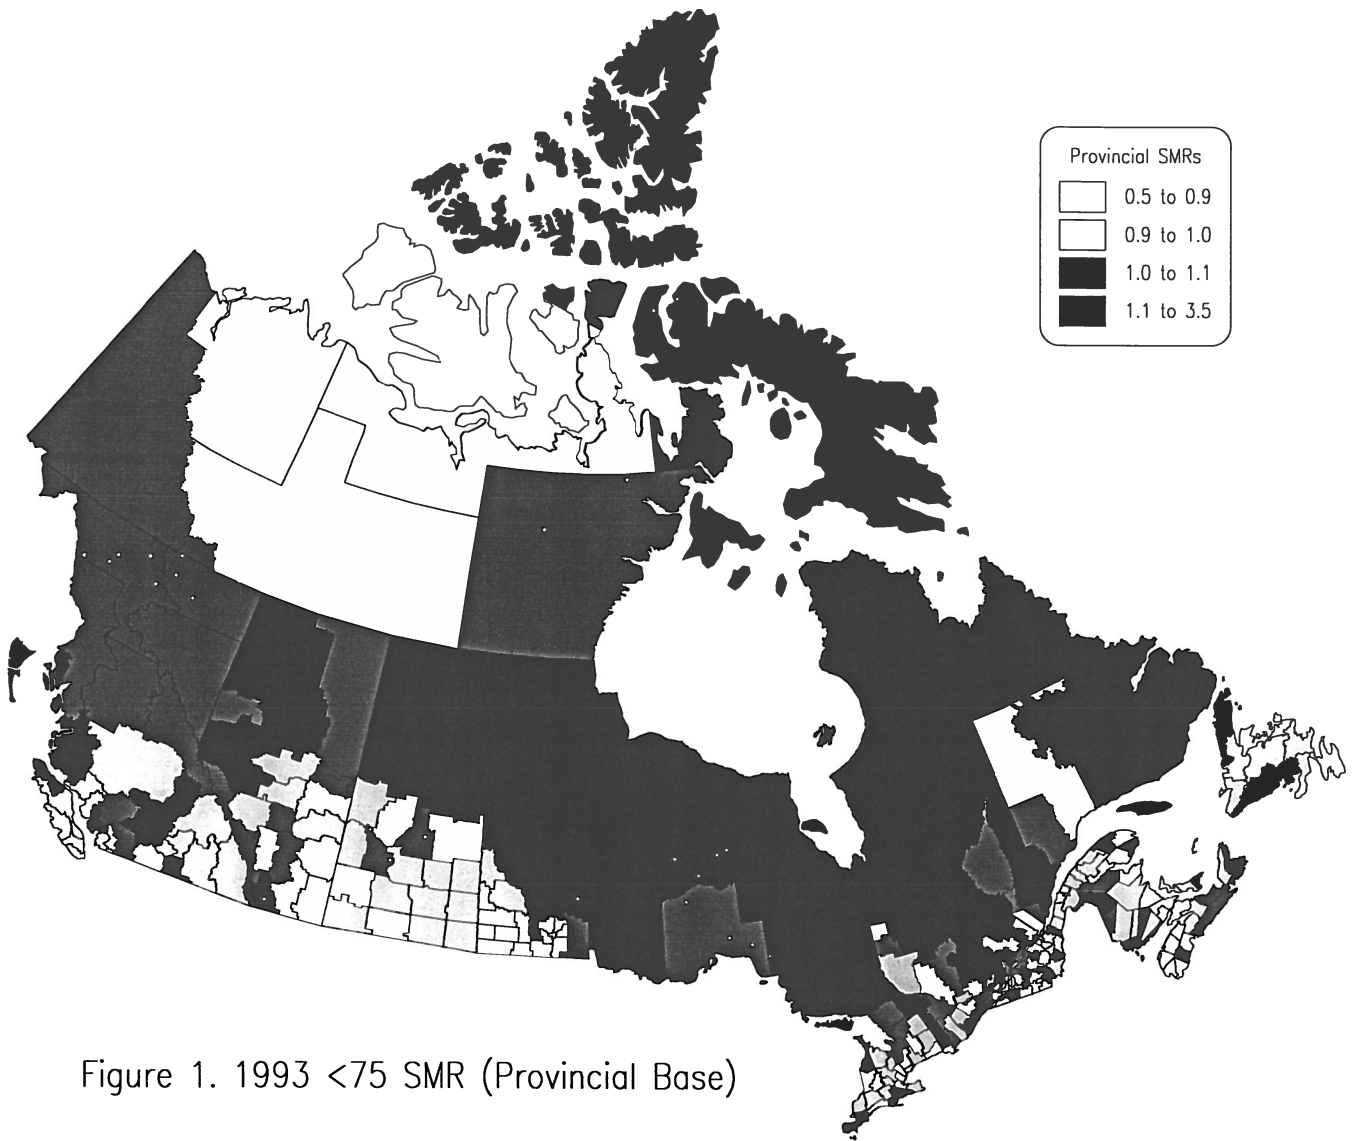 Provincial SMRs
0.5 to 0.9
0.9 to 1.0
1.0 to 1.1
1.1 to 3.5
Figure 1. 1993 <75 SMR (Provincial Base)